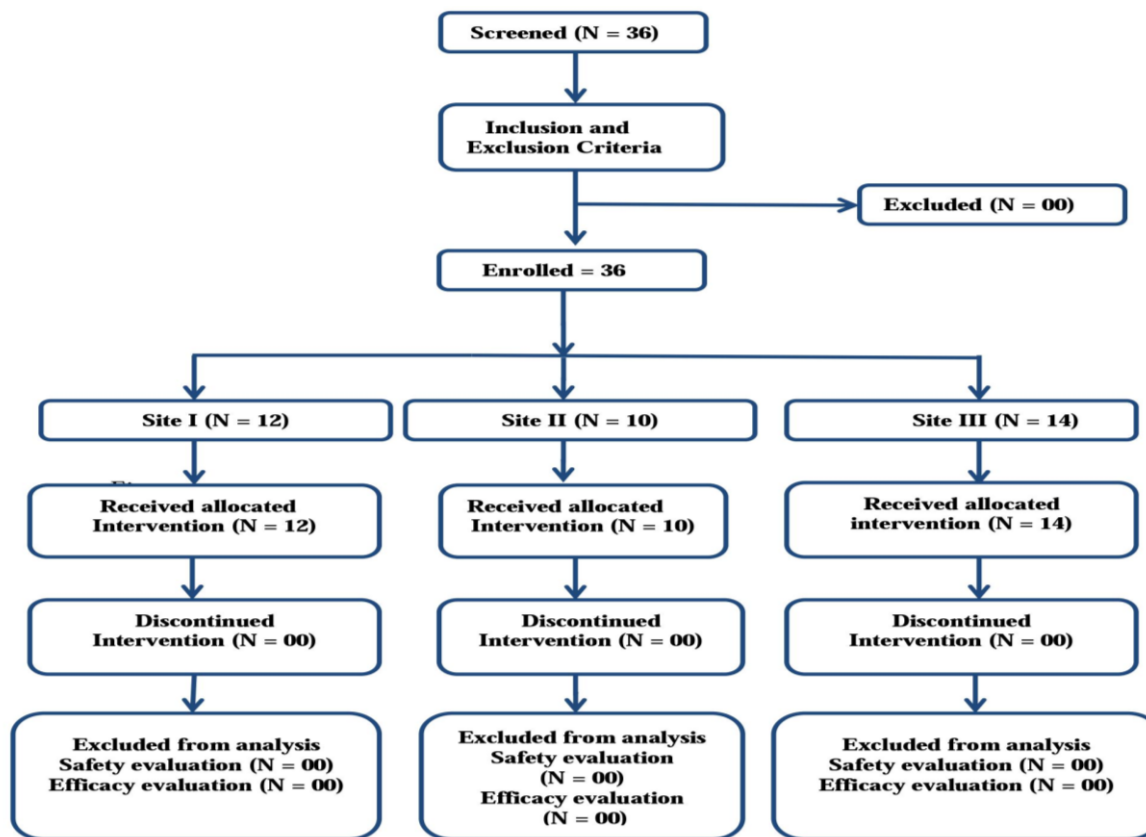 Screened (N = 36)
Inclusion and
Exclusion Criteria
Excluded (N = 00)
Enrolled = 36
Site I (N = 12)
Site II (N = 10)
Site III (N = 14)
Received allocated
Intervention (N = 12)
Received allocated
Intervention (N = 10)
Received allocated
intervention (N = 14)
Discontinued
Intervention (N = 00)
Discontinued
Intervention (N = 00)
Discontinued
Intervention (N = 00)
Excluded from analysis
Safety evaluation (N = 00)
Efficacy evaluation (N = 00)
Excluded from analysis
Safety evaluation
(N = 00)
Efficacy evaluation
(N = 00)
Excluded from analysis
Safety evaluation (N = 00)
Efficacy evaluation (N = 00)